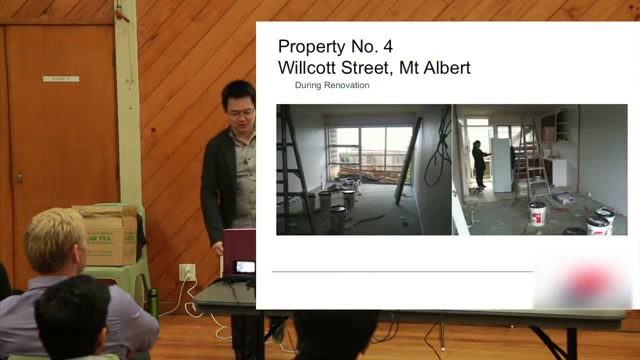 Property No. 4
Willcott Street, Mt Albert
During Renovation